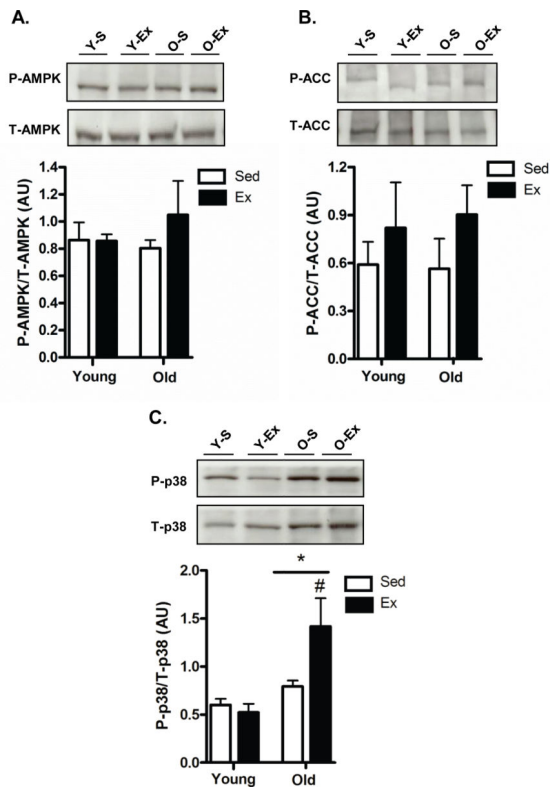 A.
Y-S Y-Ex O-S O-Ex
P-AMPK
T-AMPK
P-AMPK/T-AMPK (AU)
1.4
1.2
1.0
0.8
0.6
0.4
0.2
0.0
Sed
Ex
Young Old
B.
Y-S Y-Ex O-S O-Ex
P-ACC
T-ACC
P-ACC/T-ACC (AU)
1.2
0.9
0.6
0.3
0.0
Sed
Ex
Young Old
C.
Y-S Y-Ex O-S O-Ex
P-p38
T-p38
P-p38/T-p38 (AU)
2.0
1.5
1.0
0.5
0.0
*
#
Sed
Ex
Young Old